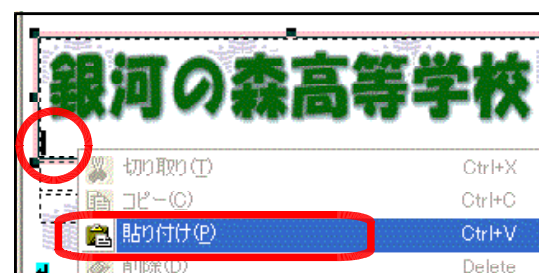 銀河の森高等学校
切り取り(T) Ctrl+X
コピー(C) Ctrl+C
貼り付け(P) Ctrl+V
削除(D) Delete